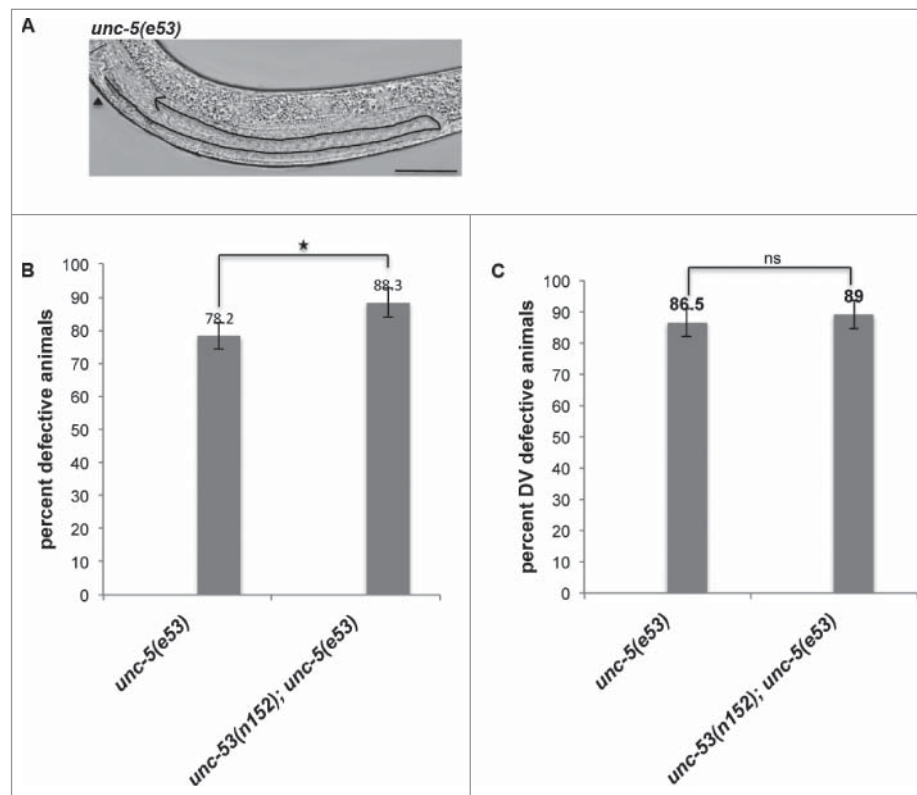 A
unc-5(e53)
B
★
100
90
80
70
60
50
40
30
20
10
0
78.2
88.3
percent defective animals
unc-5(e53)
unc-53(n152); unc-5(e53)
C
ns
100
90
80
70
60
50
40
30
20
10
0
86.5
89
percent DV defective animals
unc-5(e53)
unc-53(n152); unc-5(e53)